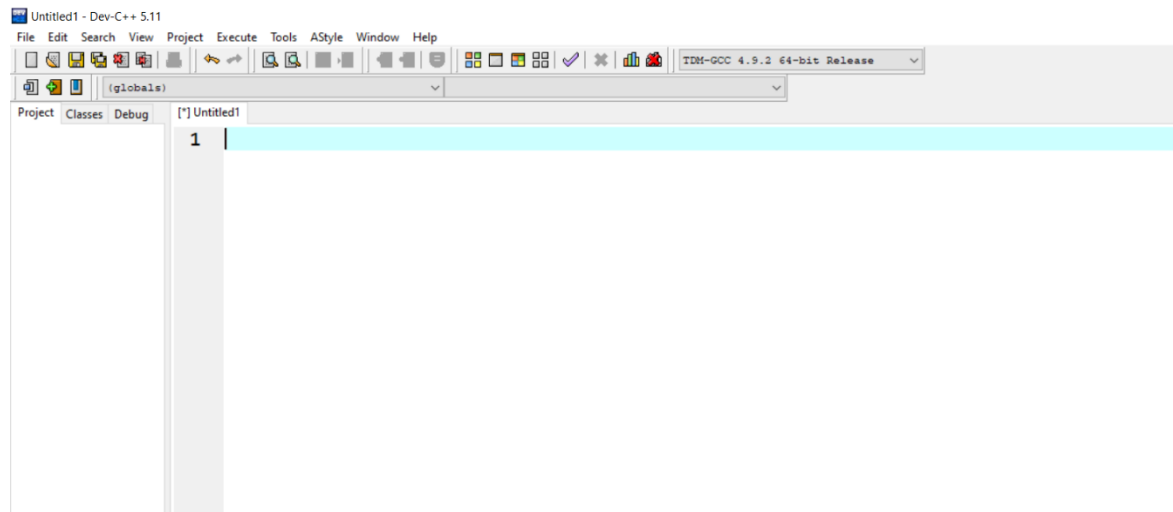 Untitled1 - Dev-C++ 5.11
File Edit Search View Project Execute Tools AStyle Window Help
TDM-GCC 4.9.2 64-bit Release
(globals)
Project Classes Debug [*] Untitled1
1